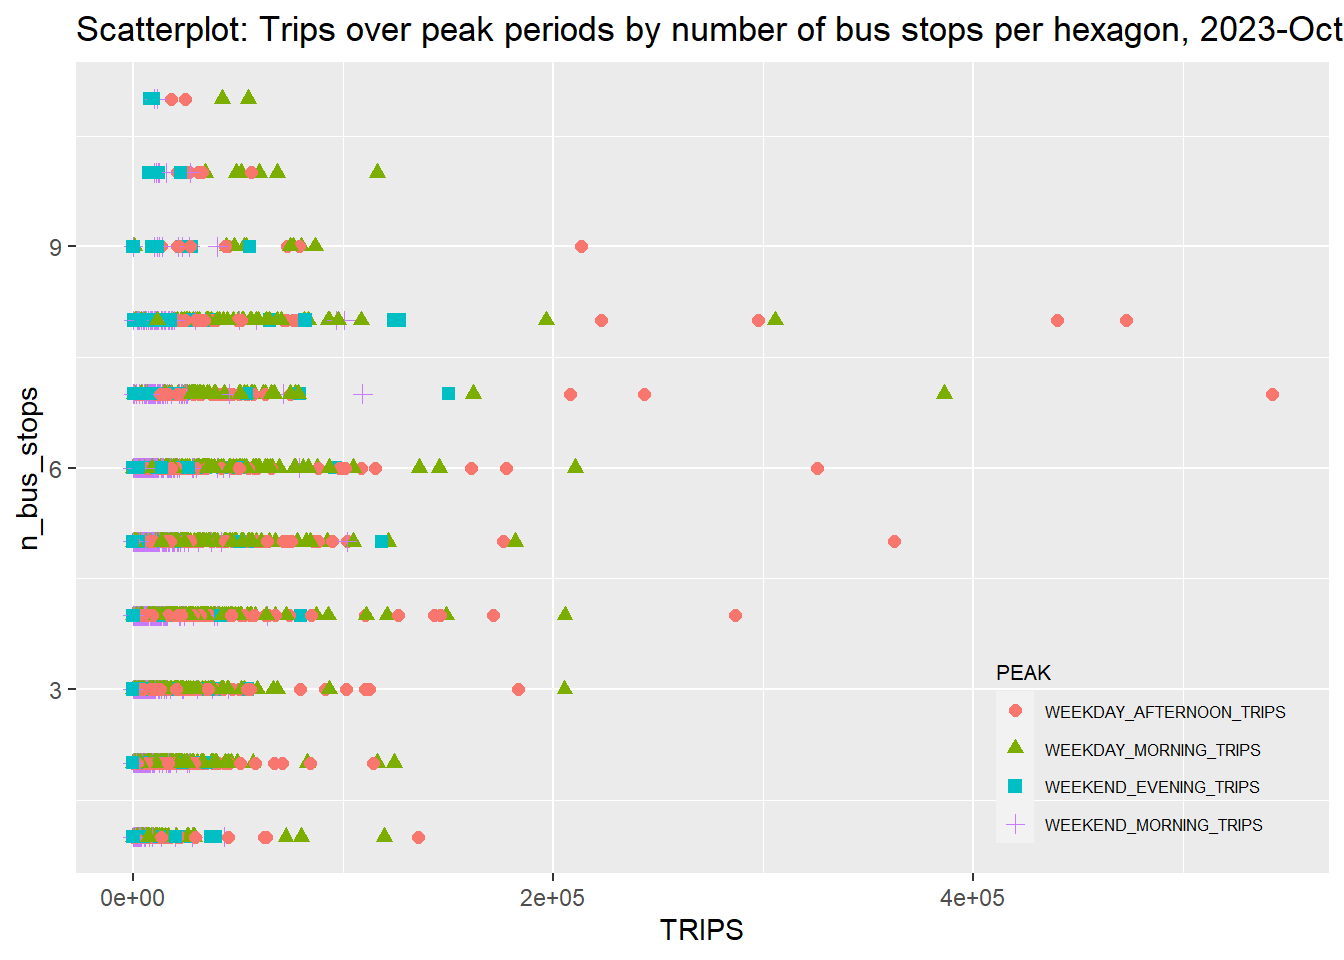 Scatterplot: Trips over peak periods by number of bus stops per hexagon, 2023-Oct
9
6
3
n_bus_stops
0e+00
2e+05
4e+05
TRIPS
PEAK
WEEKDAY_AFTERNOON_TRIPS
WEEKDAY_MORNING_TRIPS
WEEKEND_EVENING_TRIPS
WEEKEND_MORNING_TRIPS